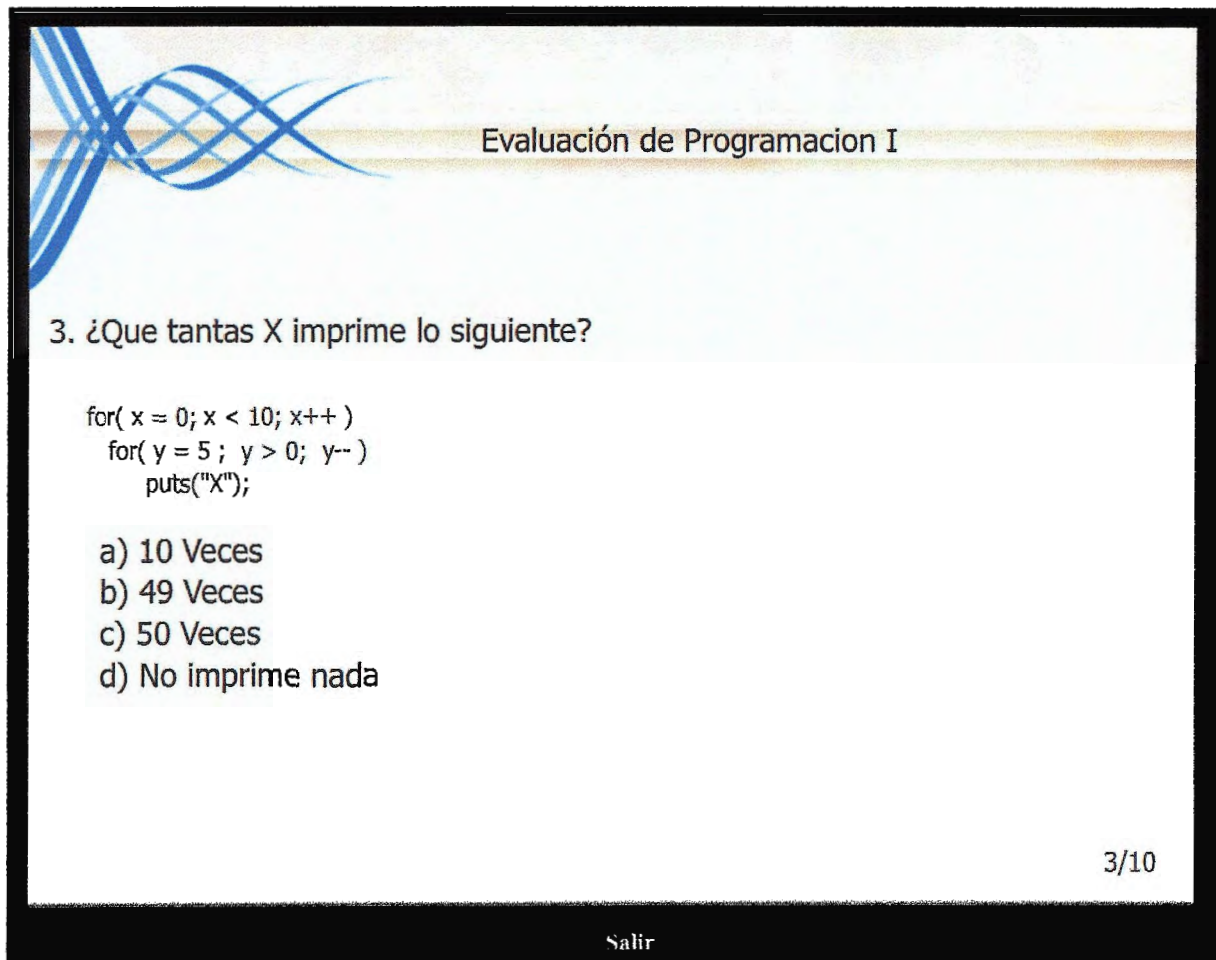 Evaluación de Programacion I
3. ¿Que tantas X imprime lo siguiente?
for( x = 0; x < 10; x++ )
for( y = 5 ; y > 0; y-- )
puts("X");
a) 10 Veces
b) 49 Veces
c) 50 Veces
d) No imprime nada
3/10
Salir